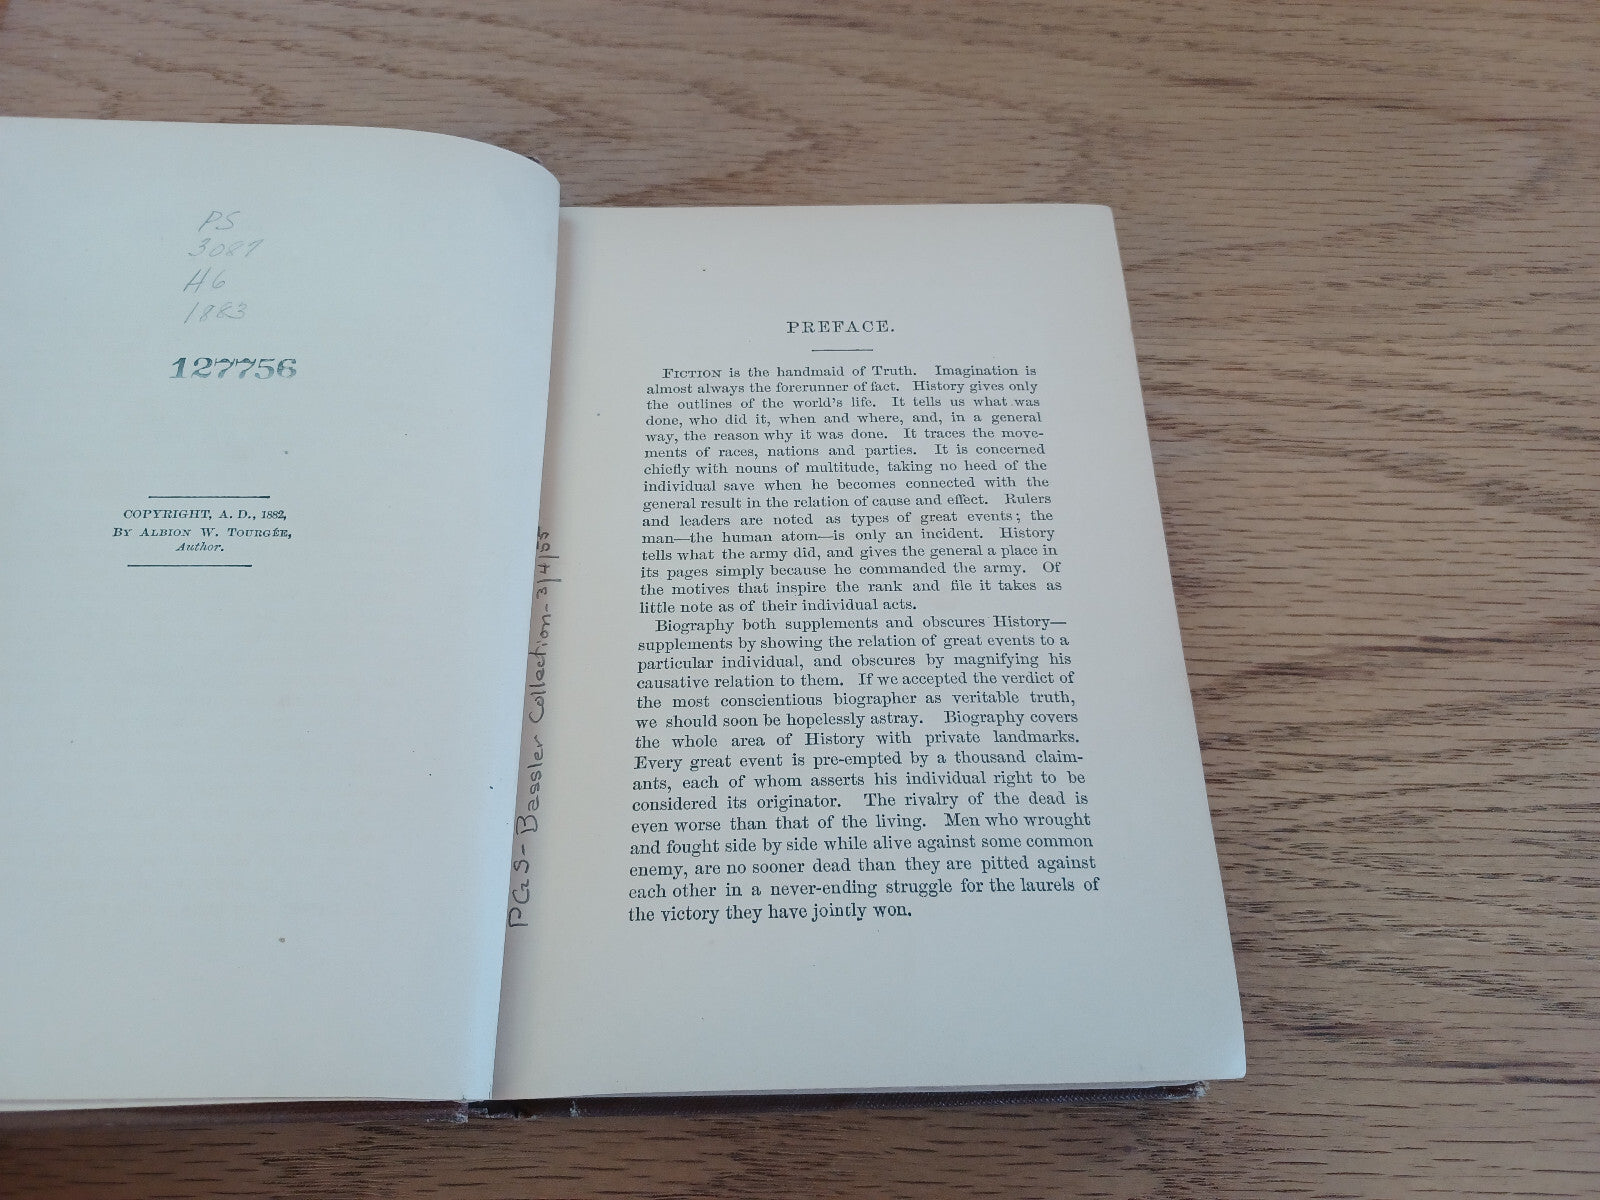 PS
3087
H6
1883
127756
COPYRIGHT, A. D., 1882,
BY ALBION W. TOURGÉE,
Author.
PGS - Bassler Collection - 3/4/55
PREFACE.
FICTION is the handmaid of Truth. Imagination is
almost always the forerunner of fact. History gives only
the outlines of the world's life. It tells us what was
done, who did it, when and where, and, in a general
way, the reason why it was done. It traces the move-
ments of races, nations and parties. It is concerned
chiefly with nouns of multitude, taking no heed of the
individual save when he becomes connected with the
general result in the relation of cause and effect. Rulers
and leaders are noted as types of great events; the
man—the human atom—is only an incident. History
tells what the army did, and gives the general a place in
its pages simply because he commanded the army. Of
the motives that inspire the rank and file it takes as
little note as of their individual acts.
Biography both supplements and obscures History—
supplements by showing the relation of great events to a
particular individual, and obscures by magnifying his
causative relation to them. If we accepted the verdict of
the most conscientious biographer as veritable truth,
we should soon be hopelessly astray. Biography covers
the whole area of History with private landmarks.
Every great event is pre-empted by a thousand claim-
ants, each of whom asserts his individual right to be
considered its originator. The rivalry of the dead is
even worse than that of the living. Men who wrought
and fought side by side while alive against some common
enemy, are no sooner dead than they are pitted against
each other in a never-ending struggle for the laurels of
the victory they have jointly won.